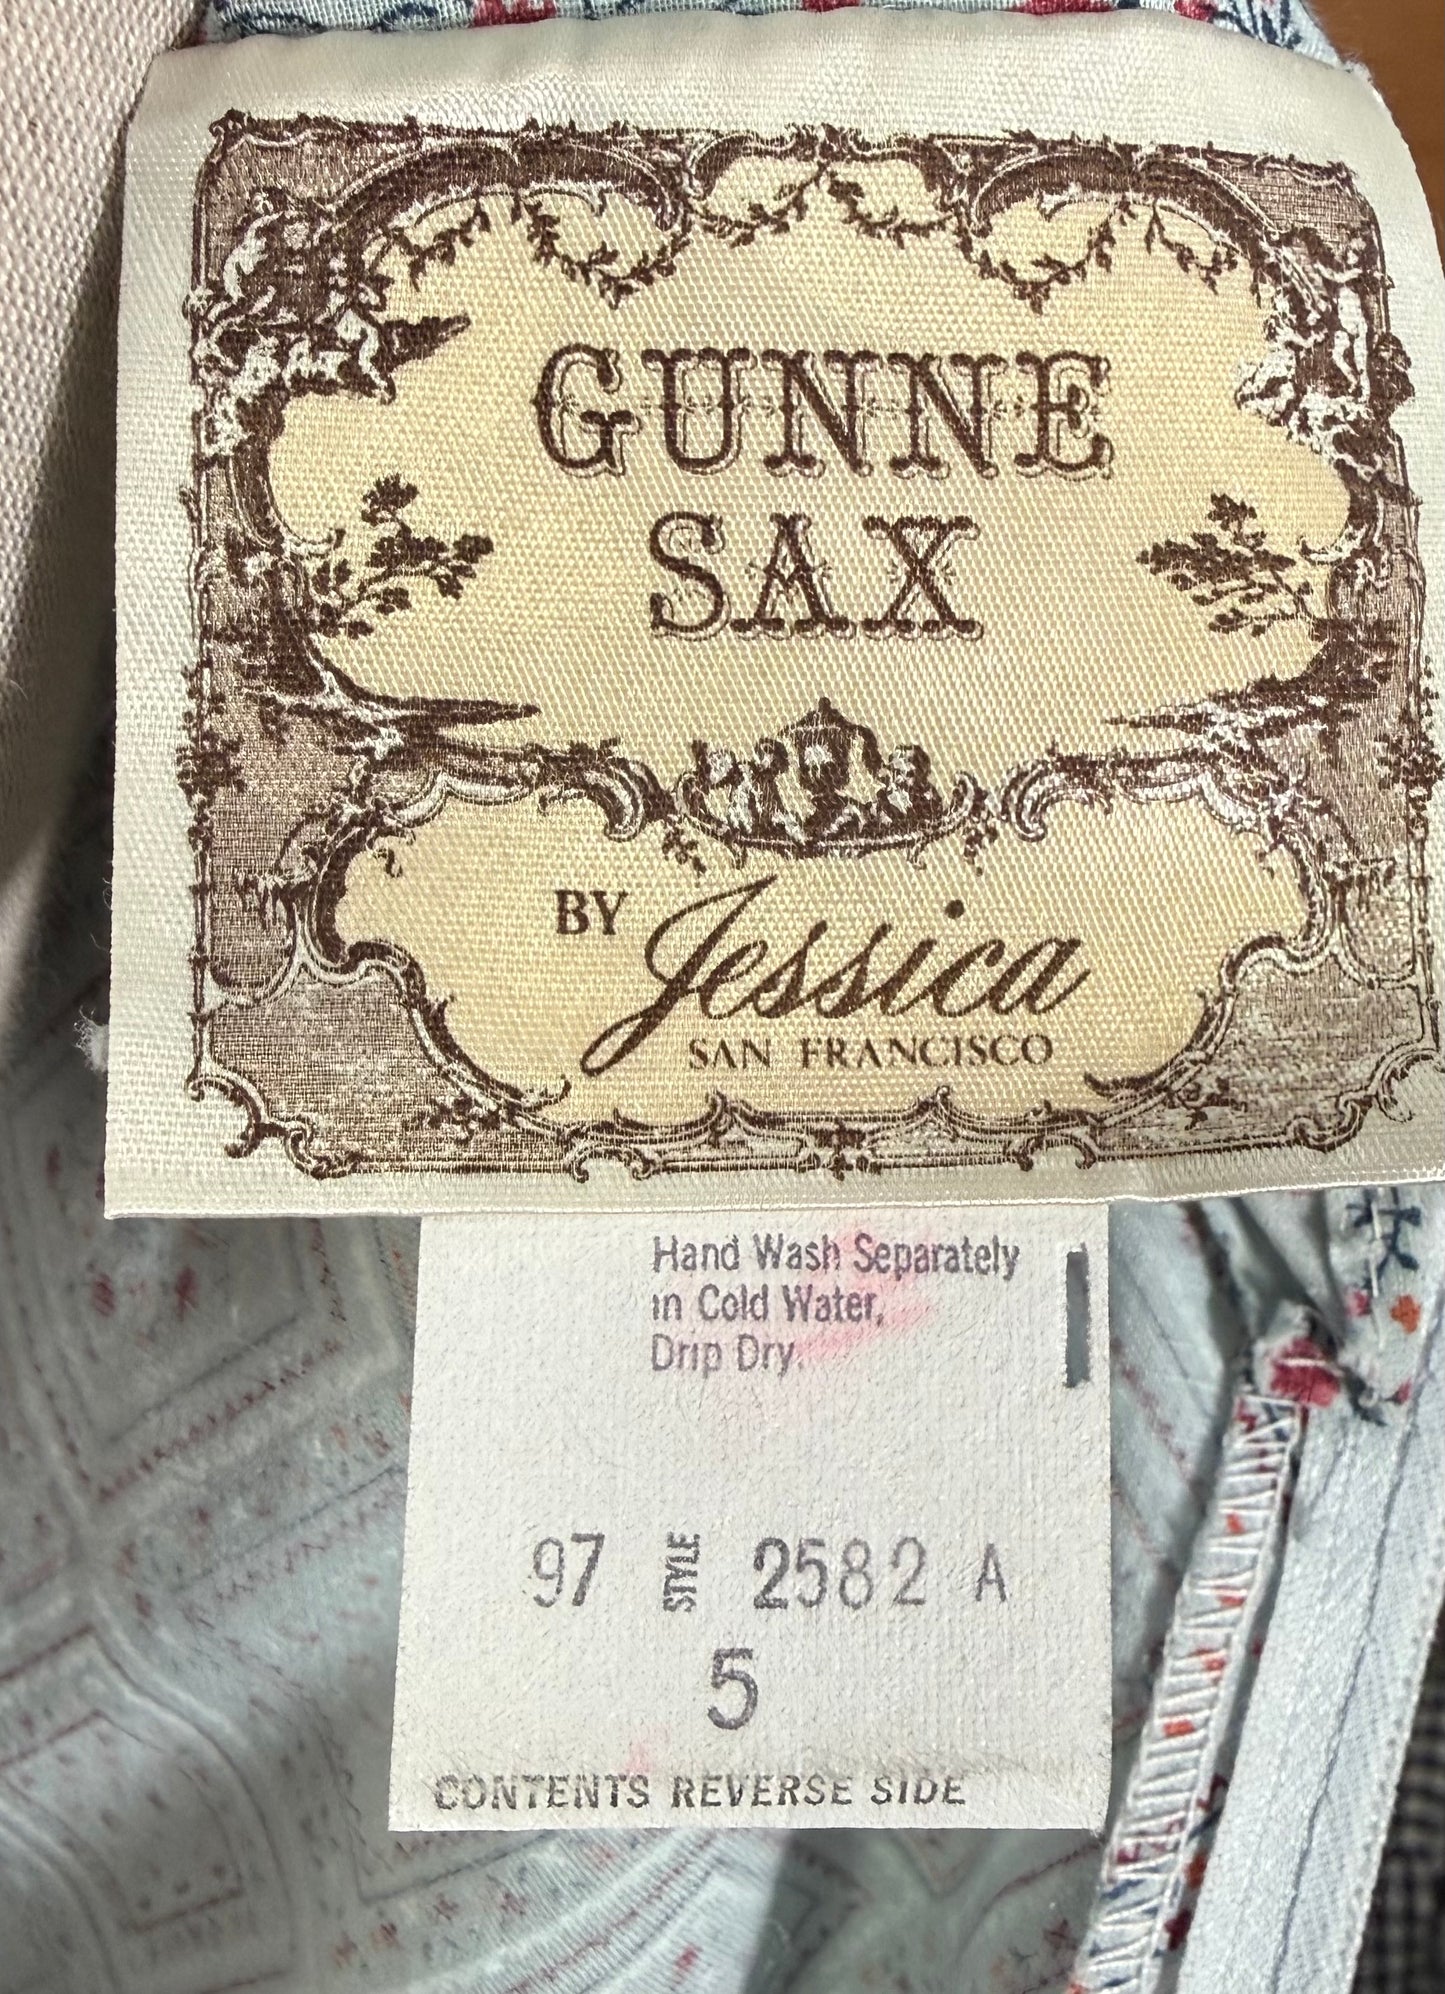 GUNNE
SAX
BY Jessica
SAN FRANCISCO
Hand Wash Separately
in Cold Water,
Drip Dry.
97 STYLE 2582 A
5
CONTENTS REVERSE SIDE